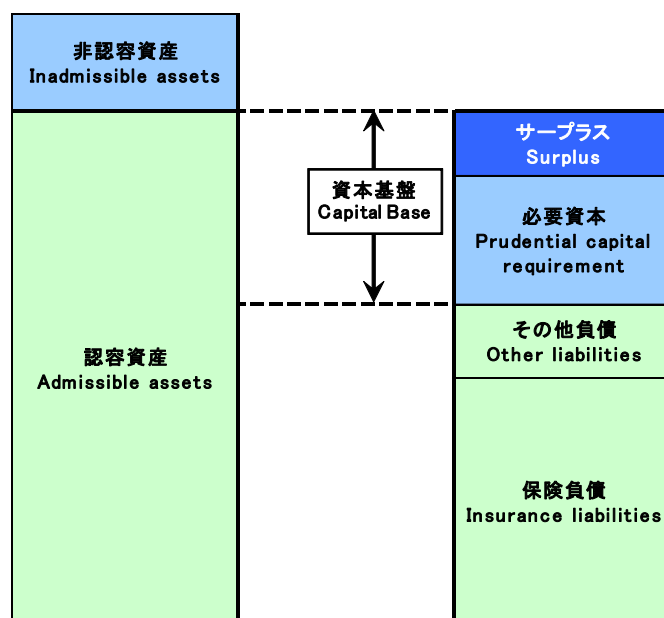 非認容資産
Inadmissible assets
認容資産
Admissible assets
資本基盤
Capital Base
サープラス
Surplus
必要資本
Prudential capital
requirement
その他負債
Other liabilities
保険負債
Insurance liabilities